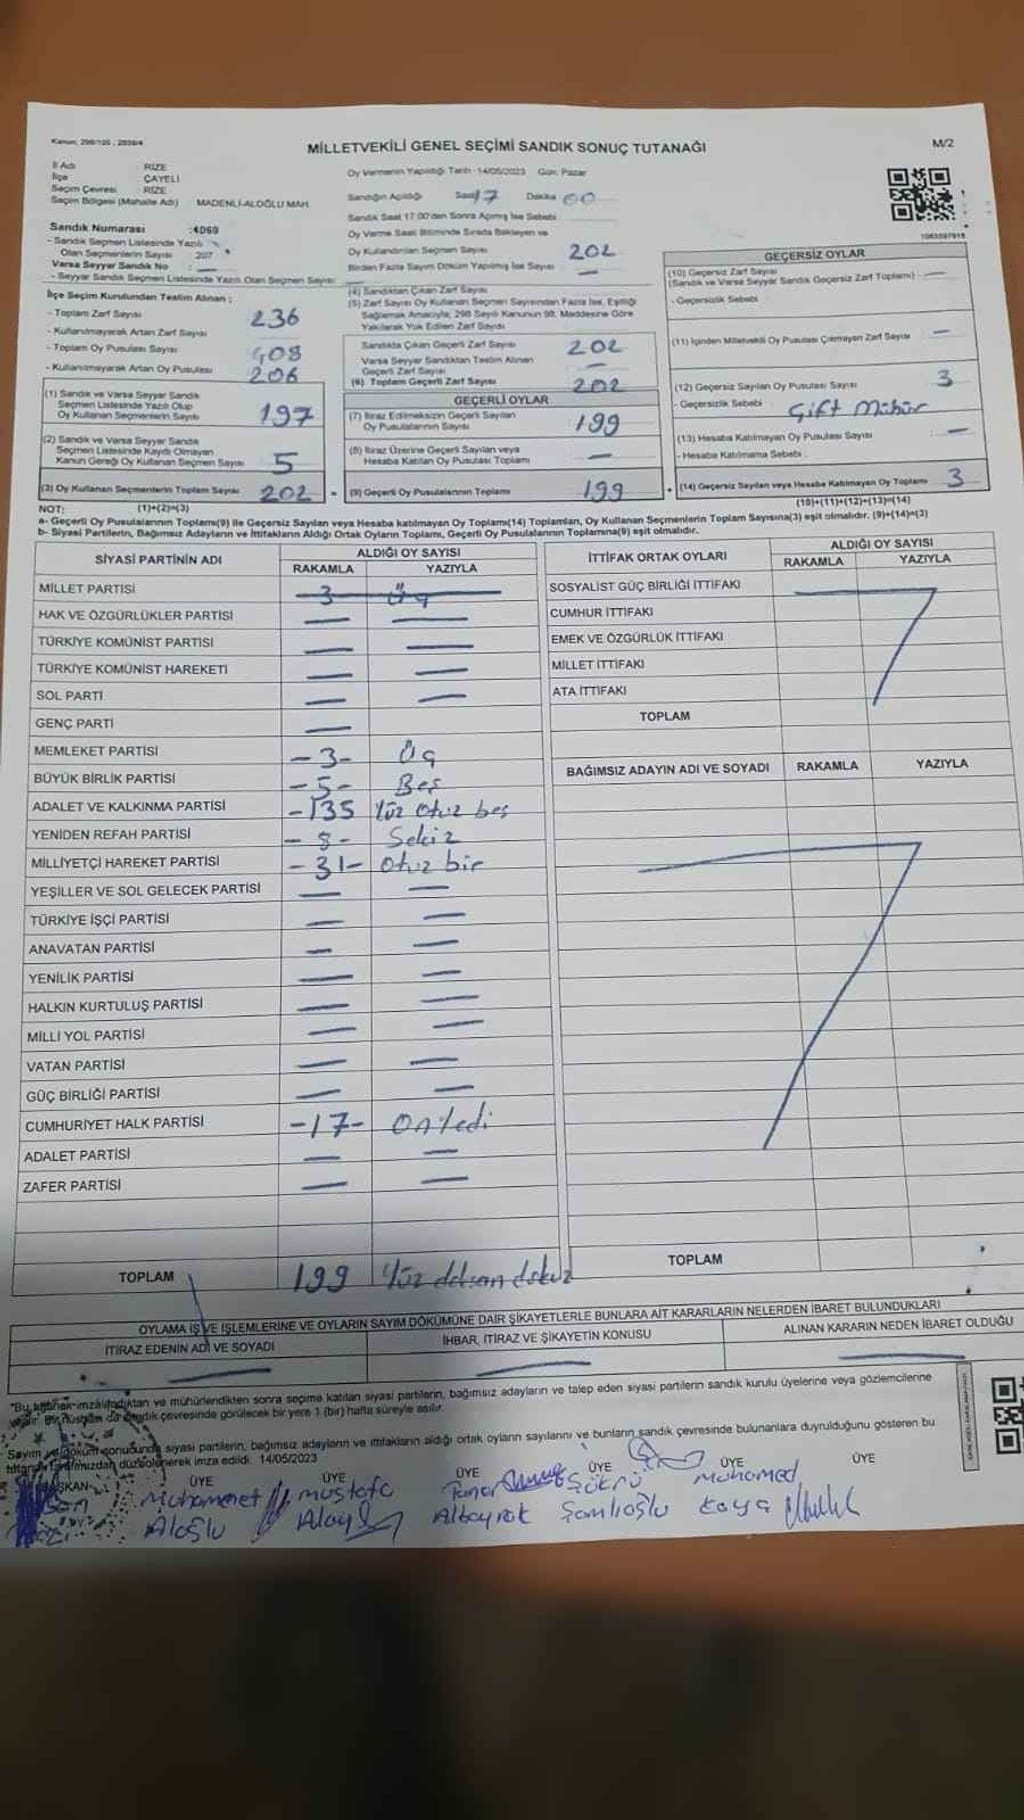 Kanun; 298/105 , 2839/4
MİLLETVEKİLİ GENEL SEÇİMİ SANDIK SONUÇ TUTANAĞI
M/2
İl Adı RİZE
İlçe ÇAYELİ
Seçim Çevresi RİZE
Seçim Bölgesi (Mahalle Adı) MADENLİ-ALOĞLU MAH.
Oy Vermenin Yapıldığı Tarih : 14/05/2023 Gün: Pazar
Sandığın Açıldığı Saat 17 Dakika 00
Sandık Saat 17:00'den Sonra Açılmış İse Sebebi
Oy Verme Saati Bitiminde Sırada Bekleyen ve
Oy Kullandırılan Seçmen Sayısı 202
Birden Fazla Sayım Döküm Yapılmış İse Sayısı —
Sandık Numarası :4069
- Sandık Seçmen Listesinde Yazılı
Olan Seçmenlerin Sayısı 207
Varsa Seyyar Sandık No : —
- Seyyar Sandık Seçmen Listesinde Yazılı Olan Seçmen Sayısı
İlçe Seçim Kurulundan Teslim Alınan ;
- Toplam Zarf Sayısı 236
- Kullanılmayarak Artan Zarf Sayısı
- Toplam Oy Pusulası Sayısı 408
- Kullanılmayarak Artan Oy Pusulası 206
(1) Sandık ve Varsa Seyyar Sandık
Seçmen Listesinde Yazılı Olup
Oy Kullanan Seçmenlerin Sayısı 197
(2) Sandık ve Varsa Seyyar Sandık
Seçmen Listesinde Kaydı Olmayan
Kanun Gereği Oy Kullanan Seçmen Sayısı 5
(3) Oy Kullanan Seçmenlerin Toplam Sayısı 202 =
(4) Sandıktan Çıkan Zarf Sayısı
(5) Zarf Sayısı Oy Kullanan Seçmen Sayısından Fazla İse, Eşitliği
Sağlamak Amacıyla; 298 Sayılı Kanunun 98. Maddesine Göre
Yakılarak Yok Edilen Zarf Sayısı
Sandıkta Çıkan Geçerli Zarf Sayısı 202
Varsa Seyyar Sandıktan Teslim Alınan
Geçerli Zarf Sayısı —
(6) Toplam Geçerli Zarf Sayısı 202
GEÇERLİ OYLAR
(7) İtiraz Edilmeksizin Geçerli Sayılan
Oy Pusulalarının Sayısı 199
(8) İtiraz Üzerine Geçerli Sayılan veya
Hesaba Katılan Oy Pusulası Toplamı —
(9) Geçerli Oy Pusulalarının Toplamı 199 +
1063297918
GEÇERSİZ OYLAR
(10) Geçersiz Zarf Sayısı
(Sandık ve Varsa Seyyar Sandık Geçersiz Zarf Toplamı) —
- Geçersizlik Sebebi
(11) İçinden Milletvekili Oy Pusulası Çıkmayan Zarf Sayısı —
(12) Geçersiz Sayılan Oy Pusulası Sayısı 3
- Geçersizlik Sebebi Çift Mühür
(13) Hesaba Katılmayan Oy Pusulası Sayısı —
- Hesaba Katılmama Sebebi
(14) Geçersiz Sayılan veya Hesaba Katılmayan Oy Toplamı 3
NOT: (1)+(2)=(3)
(10)+(11)+(12)+(13)=(14)
a- Geçerli Oy Pusulalarının Toplamı(9) ile Geçersiz Sayılan veya Hesaba katılmayan Oy Toplamı(14) Toplamları, Oy Kullanan Seçmenlerin Toplam Sayısına(3) eşit olmalıdır. (9)+(14)=(3)
b- Siyasi Partilerin, Bağımsız Adayların ve İttifakların Aldığı Ortak Oyların Toplamı, Geçerli Oy Pusulalarının Toplamına(9) eşit olmalıdır.
SİYASİ PARTİNİN ADI
ALDIĞI OY SAYISI
RAKAMLA YAZIYLA
MİLLET PARTİSİ 3 Üç
HAK VE ÖZGÜRLÜKLER PARTİSİ — —
TÜRKİYE KOMÜNİST PARTİSİ — —
TÜRKİYE KOMÜNİST HAREKETİ — —
SOL PARTİ — —
GENÇ PARTİ —
MEMLEKET PARTİSİ -3- Üç
BÜYÜK BİRLİK PARTİSİ -5- Beş
ADALET VE KALKINMA PARTİSİ -135 Yüz Otuz beş
YENİDEN REFAH PARTİSİ -8- Sekiz
MİLLİYETÇİ HAREKET PARTİSİ -31- Otuz bir
YEŞİLLER VE SOL GELECEK PARTİSİ — —
TÜRKİYE İŞÇİ PARTİSİ — —
ANAVATAN PARTİSİ — —
YENİLİK PARTİSİ — —
HALKIN KURTULUŞ PARTİSİ — —
MİLLİ YOL PARTİSİ — —
VATAN PARTİSİ — —
GÜÇ BİRLİĞİ PARTİSİ — —
CUMHURİYET HALK PARTİSİ -17- On Yedi
ADALET PARTİSİ — —
ZAFER PARTİSİ — —
TOPLAM 199 Yüz doksan dokuz
İTTİFAK ORTAK OYLARI
ALDIĞI OY SAYISI
RAKAMLA YAZIYLA
SOSYALİST GÜÇ BİRLİĞİ İTTİFAKI
CUMHUR İTTİFAKI
EMEK VE ÖZGÜRLÜK İTTİFAKI
MİLLET İTTİFAKI
ATA İTTİFAKI
TOPLAM
BAĞIMSIZ ADAYIN ADI VE SOYADI RAKAMLA YAZIYLA
TOPLAM
OYLAMA İŞ VE İŞLEMLERİNE VE OYLARIN SAYIM DÖKÜMÜNE DAİR ŞİKAYETLERLE BUNLARA AİT KARARLARIN NELERDEN İBARET BULUNDUKLARI
İTİRAZ EDENİN ADI VE SOYADI
İHBAR, İTİRAZ VE ŞİKAYETİN KONUSU
ALINAN KARARIN NEDEN İBARET OLDUĞU
"Bu tutanak imzalandıktan ve mühürlendikten sonra seçime katılan siyasi partilerin, bağımsız adayların ve talep eden siyasi partilerin sandık kurulu üyelerine veya gözlemcilerine
verilir. Bir nüshası da sandık çevresinde görülecek bir yere 1 (bir) hafta süreyle asılır.
Sayım ve döküm sonucunda siyasi partilerin, bağımsız adayların ve ittifakların aldığı ortak oyların sayılarını ve bunların sandık çevresinde bulunanlara duyrulduğunu gösteren bu
tutanak tarafımızdan düzenlenerek imza edildi. 14/05/2023
BAŞKAN ÜYE ÜYE ÜYE ÜYE ÜYE ÜYE
Muhammet Mustafa Şükrü Mohamed
Aloğlu Albayrak Şamlıoğlu Kaya